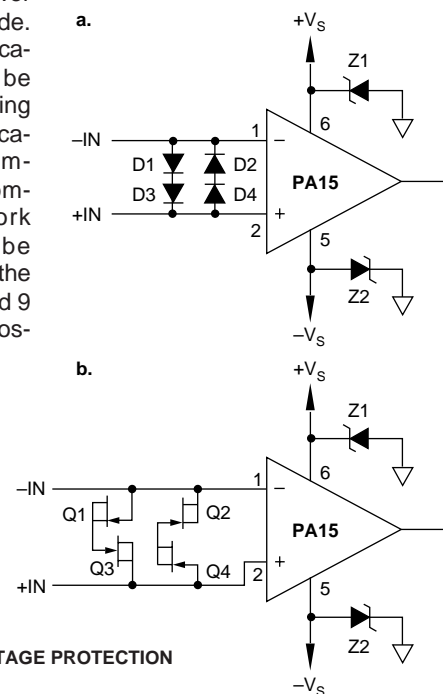 de.
ca-
be
ing
ca-
m-
om-
ork
be
the
d 9
os-
a.
+VS
Z1
6
–IN
1
–
D1
D2
PA15
D3
D4
+IN
+
2
5
Z2
–VS
b.
+VS
Z1
6
–IN
1
–
Q1
Q2
PA15
Q3
Q4
+
2
+IN
5
Z2
–VS
TAGE PROTECTION